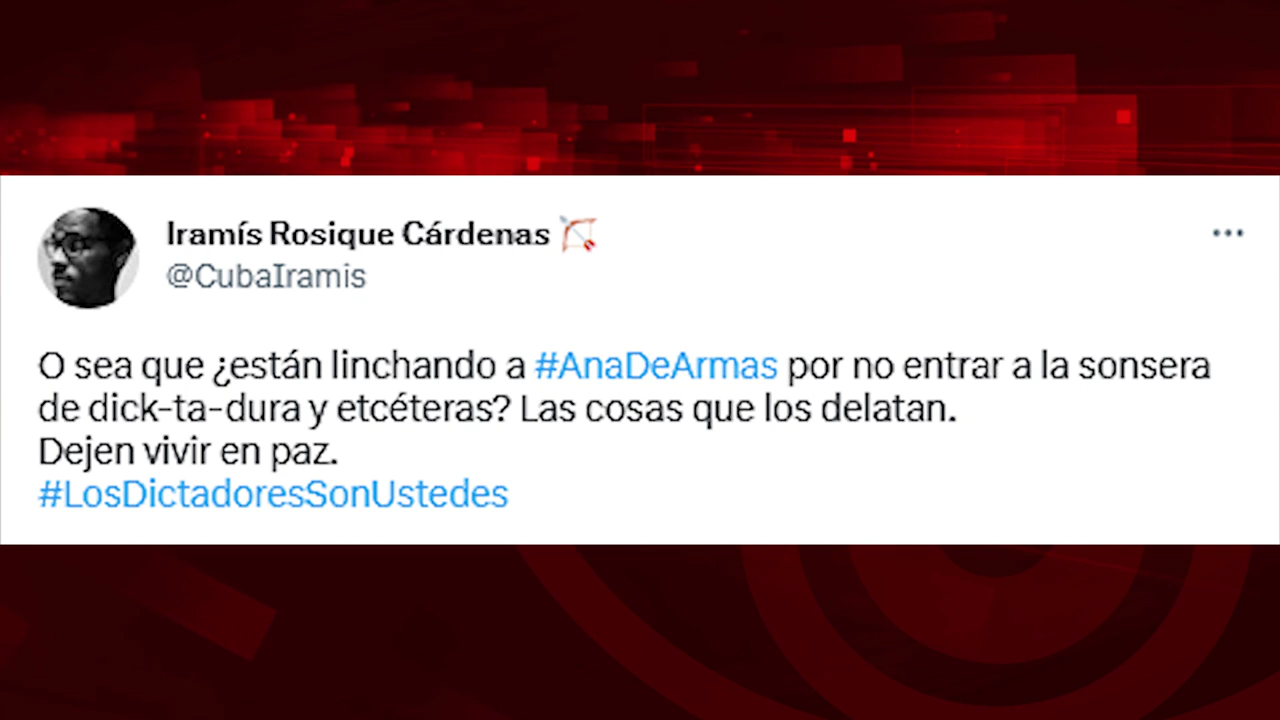 Iramís Rosique Cárdenas 🏹
@CubaIramis
O sea que ¿están linchando a #AnaDeArmas por no entrar a la sonsera
de dick-ta-dura y etcéteras? Las cosas que los delatan.
Dejen vivir en paz.
#LosDictadoresSonUstedes